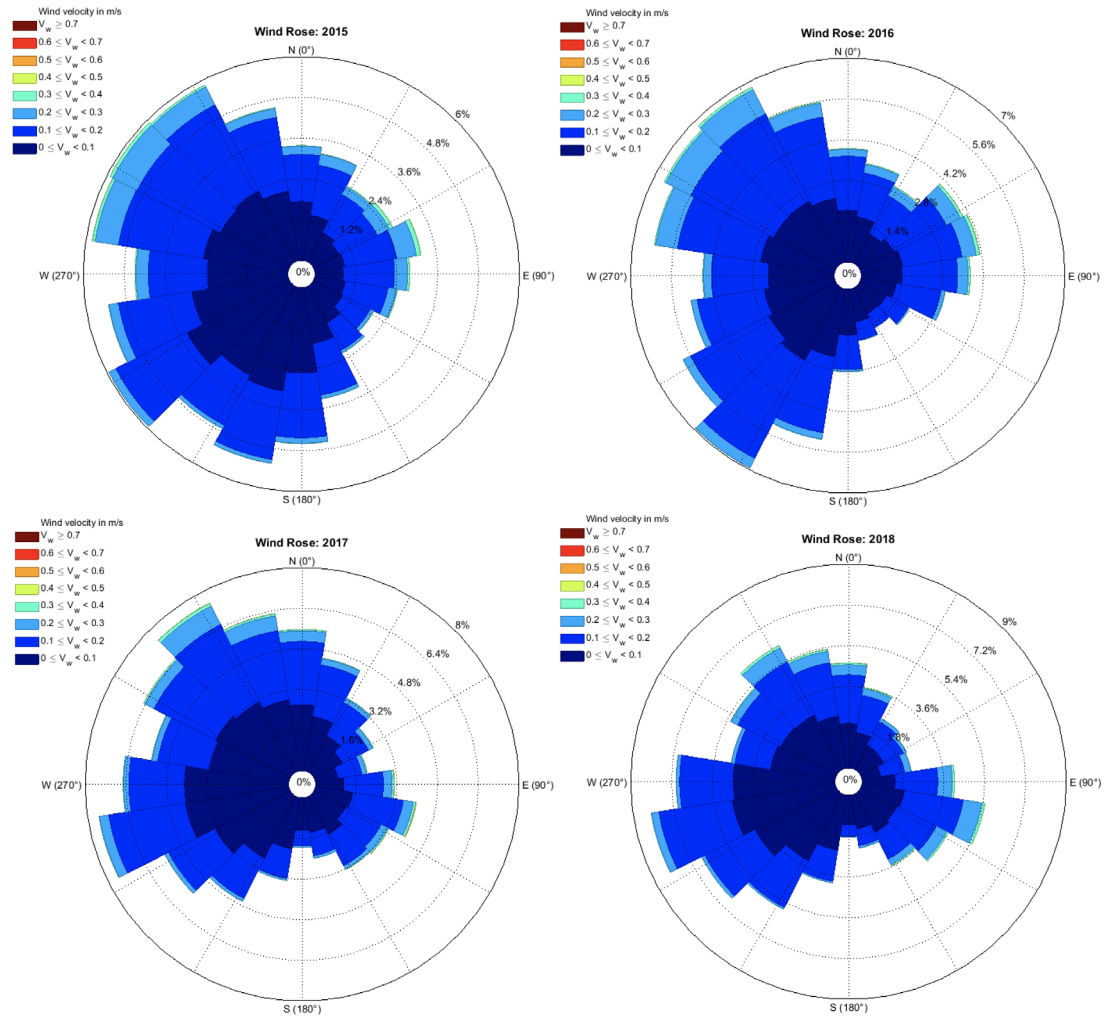 Wind velocity in m/s
V_w ≥ 0.7
0.6 ≤ V_w < 0.7
0.5 ≤ V_w < 0.6
0.4 ≤ V_w < 0.5
0.3 ≤ V_w < 0.4
0.2 ≤ V_w < 0.3
0.1 ≤ V_w < 0.2
0 ≤ V_w < 0.1
Wind Rose: 2015
N (0°)
6%
4.8%
3.6%
2.4%
1.2%
0%
W (270°)
E (90°)
S (180°)
Wind velocity in m/s
V_w ≥ 0.7
0.6 ≤ V_w < 0.7
0.5 ≤ V_w < 0.6
0.4 ≤ V_w < 0.5
0.3 ≤ V_w < 0.4
0.2 ≤ V_w < 0.3
0.1 ≤ V_w < 0.2
0 ≤ V_w < 0.1
Wind Rose: 2016
N (0°)
7%
5.6%
4.2%
2.8%
1.4%
0%
W (270°)
E (90°)
S (180°)
Wind velocity in m/s
V_w ≥ 0.7
0.6 ≤ V_w < 0.7
0.5 ≤ V_w < 0.6
0.4 ≤ V_w < 0.5
0.3 ≤ V_w < 0.4
0.2 ≤ V_w < 0.3
0.1 ≤ V_w < 0.2
0 ≤ V_w < 0.1
Wind Rose: 2017
N (0°)
8%
6.4%
4.8%
3.2%
1.6%
0%
W (270°)
E (90°)
S (180°)
Wind velocity in m/s
V_w ≥ 0.7
0.6 ≤ V_w < 0.7
0.5 ≤ V_w < 0.6
0.4 ≤ V_w < 0.5
0.3 ≤ V_w < 0.4
0.2 ≤ V_w < 0.3
0.1 ≤ V_w < 0.2
0 ≤ V_w < 0.1
Wind Rose: 2018
N (0°)
9%
7.2%
5.4%
3.6%
1.8%
0%
W (270°)
E (90°)
S (180°)